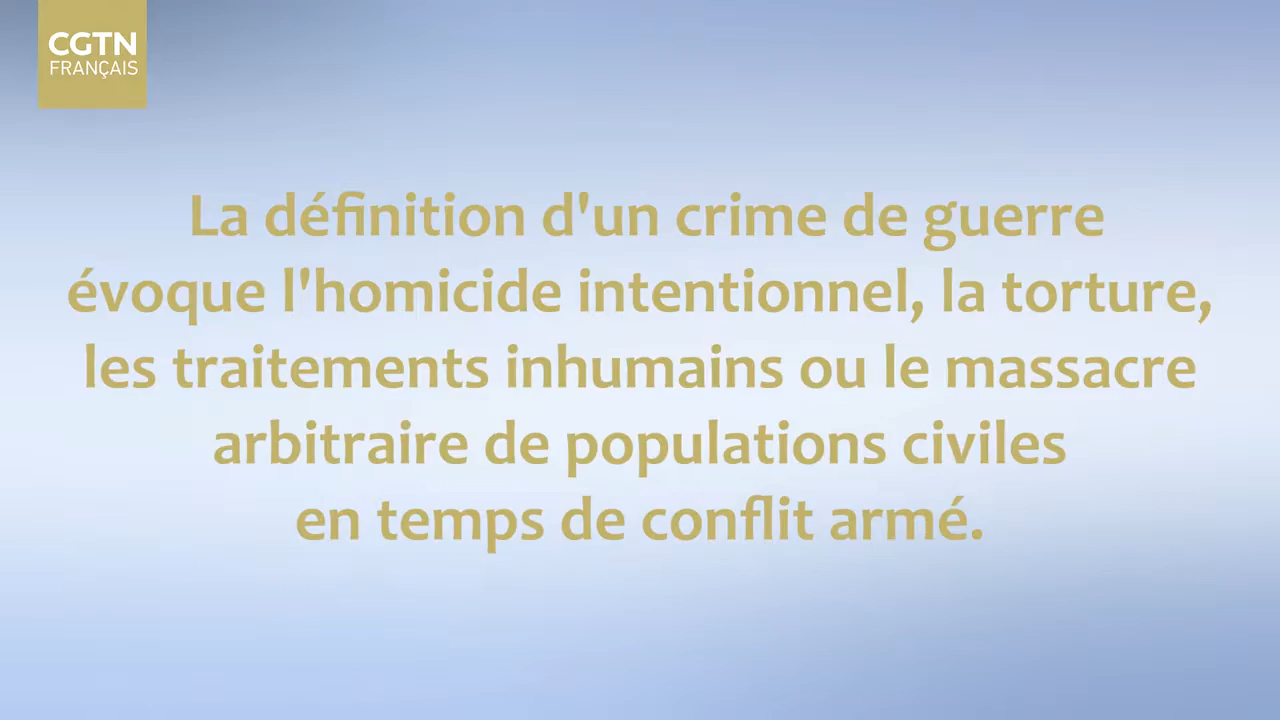 CGTN
FRANÇAIS
La définition d'un crime de guerre
évoque l'homicide intentionnel, la torture,
les traitements inhumains ou le massacre
arbitraire de populations civiles
en temps de conflit armé.